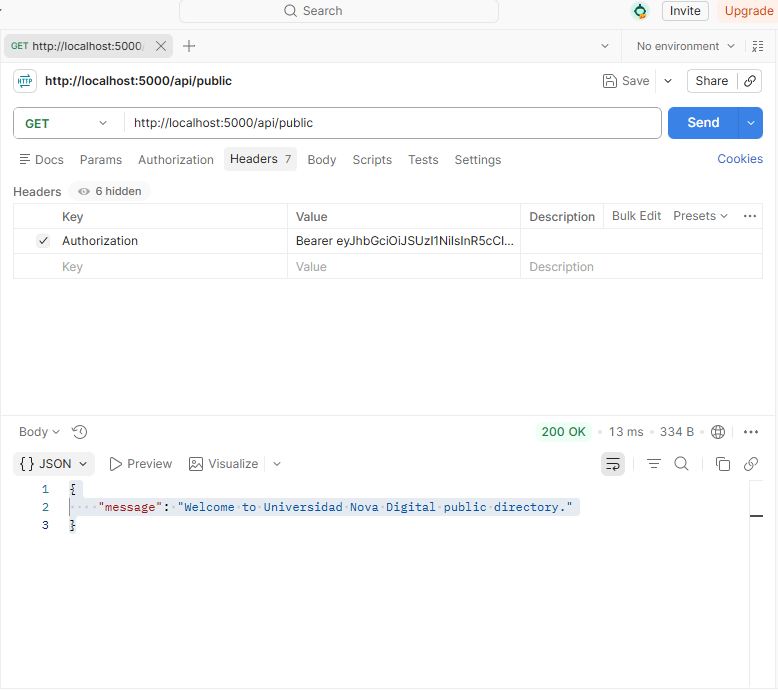 Search
Invite
Upgrade
GET http://localhost:5000/
No environment
HTTP
http://localhost:5000/api/public
Save
Share
GET
http://localhost:5000/api/public
Send
Docs
Params
Authorization
Headers 7
Body
Scripts
Tests
Settings
Cookies
Headers
6 hidden
Key Value Description Bulk Edit Presets
Authorization Bearer eyJhbGciOiJSUzI1NiIsInR5cCI...
Key Value Description
Body
200 OK • 13 ms • 334 B
{} JSON
Preview
Visualize
1 {
2 "message": "Welcome to Universidad Nova Digital public directory."
3 }